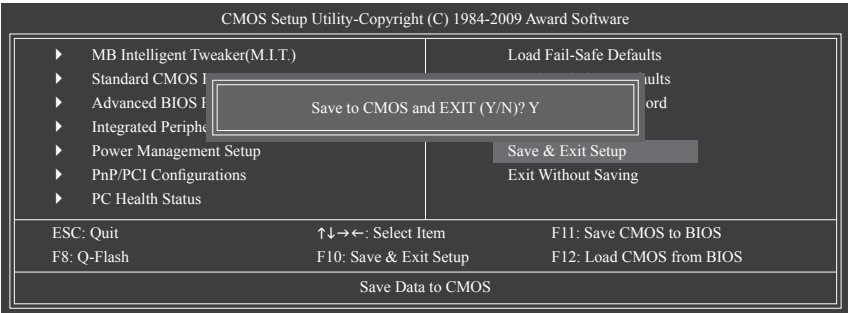 CMOS Setup Utility-Copyright (C) 1984-2009 Award Software
MB Intelligent Tweaker(M.I.T.)
Standard CMOS
Advanced BIOS
Integrated
Power Management Setup
PnP/PCI Configurations
PC Health Status
Load Fail-Safe Defaults
Save & Exit Setup
Exit Without Saving
Save to CMOS and EXIT (Y/N)? Y
ESC: Quit
↑↓→←: Select Item
F11: Save CMOS to BIOS
F8: Q-Flash
F10: Save & Exit Setup
F12: Load CMOS from BIOS
Save Data to CMOS